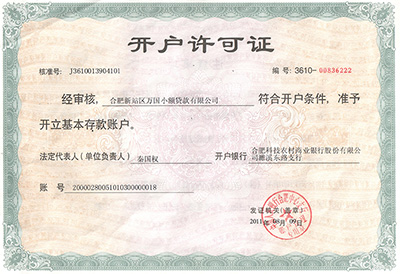 开户许可证
核准号: J3610013904101 编 号: 3610-00836222
经审核, 合肥新站区万国小额贷款有限公司 符合开户条件, 准予
开立基本存款账户。
法定代表人(单位负责人) 秦国权 开户银行 合肥科技农村商业银行股份有限公司濉溪东路支行
账 号 20000280051010300000018
发证机关(盖章)
2011年08月09日